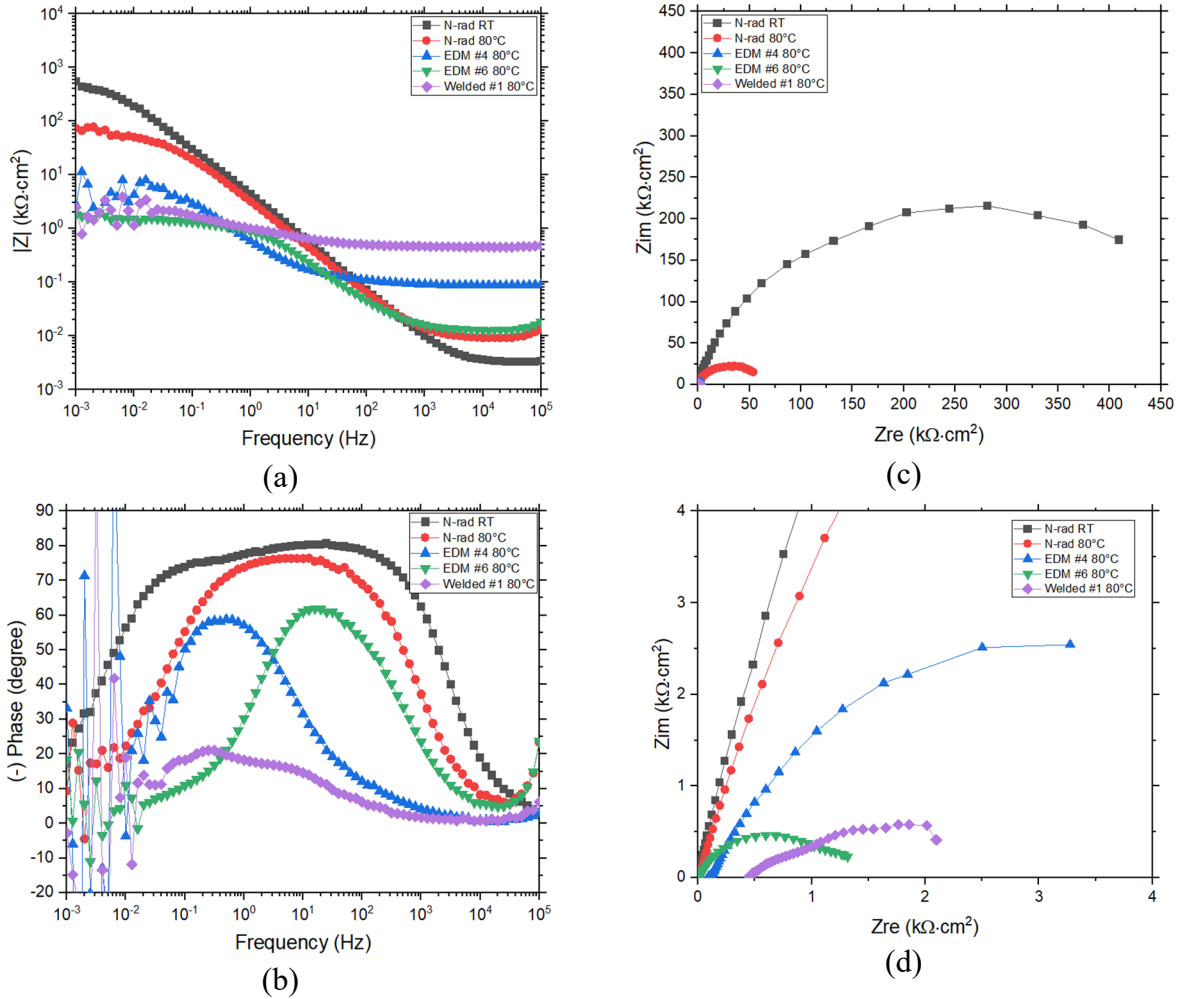 N-rad RT
N-rad 80°C
EDM #4 80°C
EDM #6 80°C
Welded #1 80°C
10⁴
10³
10²
10¹
10⁰
10⁻¹
10⁻²
10⁻³
|Z| (kΩ·cm²)
10⁻³ 10⁻² 10⁻¹ 10⁰ 10¹ 10² 10³ 10⁴ 10⁵
Frequency (Hz)
(a)
N-rad RT
N-rad 80°C
EDM #4 80°C
EDM #6 80°C
Welded #1 80°C
450
400
350
300
250
200
150
100
50
0
Zim (kΩ·cm²)
0 50 100 150 200 250 300 350 400 450
Zre (kΩ·cm²)
(c)
N-rad RT
N-rad 80°C
EDM #4 80°C
EDM #6 80°C
Welded #1 80°C
90
80
70
60
50
40
30
20
10
0
-10
-20
(-) Phase (degree)
10⁻³ 10⁻² 10⁻¹ 10⁰ 10¹ 10² 10³ 10⁴ 10⁵
Frequency (Hz)
(b)
N-rad RT
N-rad 80°C
EDM #4 80°C
EDM #6 80°C
Welded #1 80°C
4
3
2
1
0
Zim (kΩ·cm²)
0 1 2 3 4
Zre (kΩ·cm²)
(d)